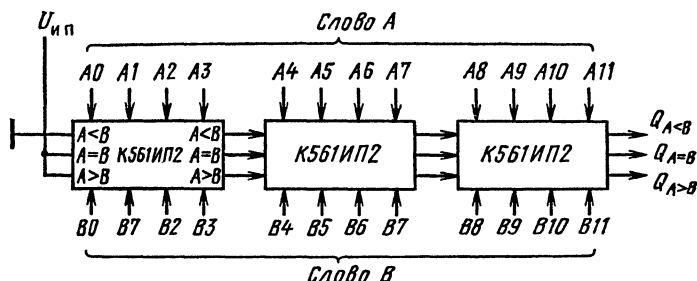 Uип
Слово A
A0 A1 A2 A3 A4 A5 A6 A7 A8 A9 A10 A11
A<B A<B QA<B
A=B К561ИП2 A=B К561ИП2 К561ИП2 QA=B
A>B A>B QA>B
B0 B7 B2 B3 B4 B5 B6 B7 B8 B9 B10 B11
Слово B